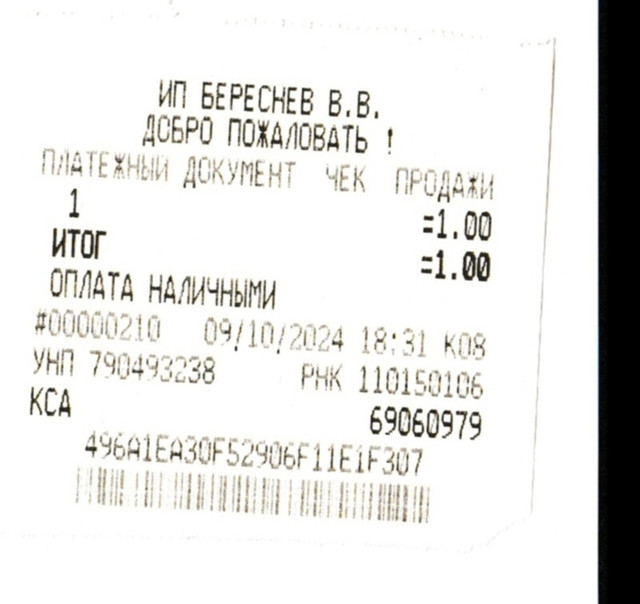 ИП БЕРЕСНЕВ В.В.
ДОБРО ПОЖАЛОВАТЬ !
ПЛАТЕЖНЫЙ ДОКУМЕНТ ЧЕК ПРОДАЖИ
1 =1.00
ИТОГ =1.00
ОПЛАТА НАЛИЧНЫМИ
#00000210 09/10/2024 18:31 К08
УНП 790493238 РНК 110150106
КСА 69060979
496A1EA30F52906F11E1F307